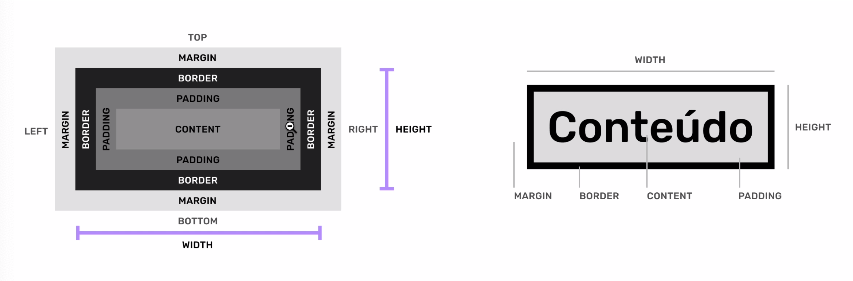 TOP
MARGIN
BORDER
PADDING
LEFT
MARGIN
BORDER
PADDING
CONTENT
PADDING
BORDER
MARGIN
RIGHT
HEIGHT
PADDING
BORDER
MARGIN
BOTTOM
WIDTH
WIDTH
Conteúdo
HEIGHT
MARGIN
BORDER
CONTENT
PADDING